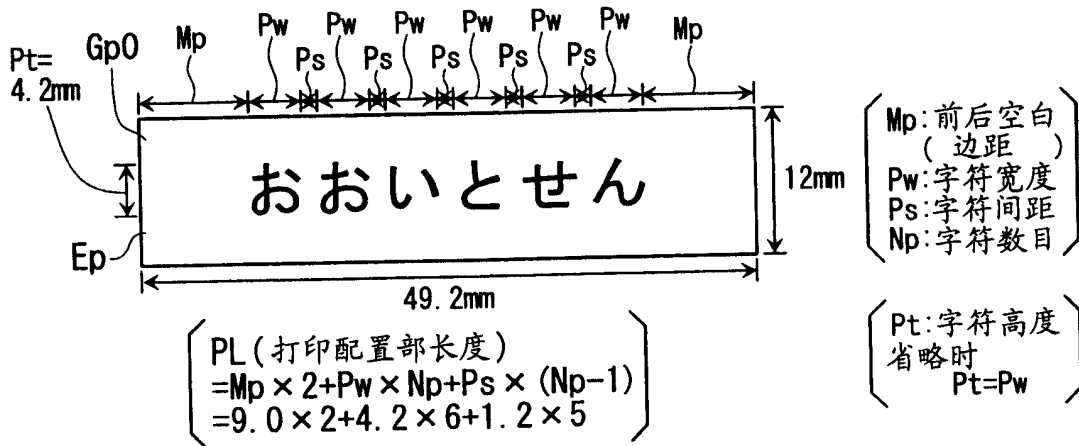 Mp Pw Pw Pw Pw Pw Pw Mp
Ps Ps Ps Ps Ps
Gp0
Pt=
4.2mm
おおいとせん
12mm
Ep
49.2mm
Mp:前后空白
(边距)
Pw:字符宽度
Ps:字符间距
Np:字符数目
PL(打印配置部长度)
=Mp×2+Pw×Np+Ps×(Np-1)
=9.0×2+4.2×6+1.2×5
Pt:字符高度
省略时
Pt=Pw